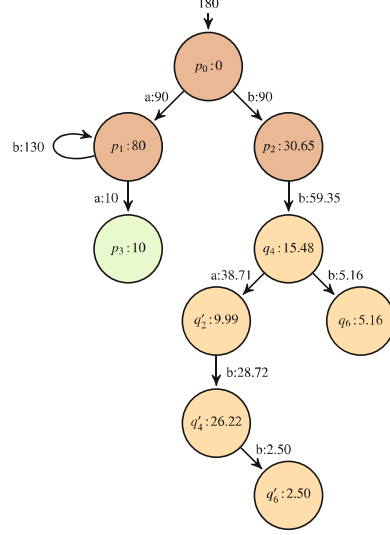 180
p₀ : 0
a:90
b:90
b:130
p₁ : 80
p₂ : 30.65
a:10
b:59.35
p₃ : 10
q₄ : 15.48
a:38.71
b:5.16
q′₂ : 9.99
q₆ : 5.16
b:28.72
q′₄ : 26.22
b:2.50
q′₆ : 2.50